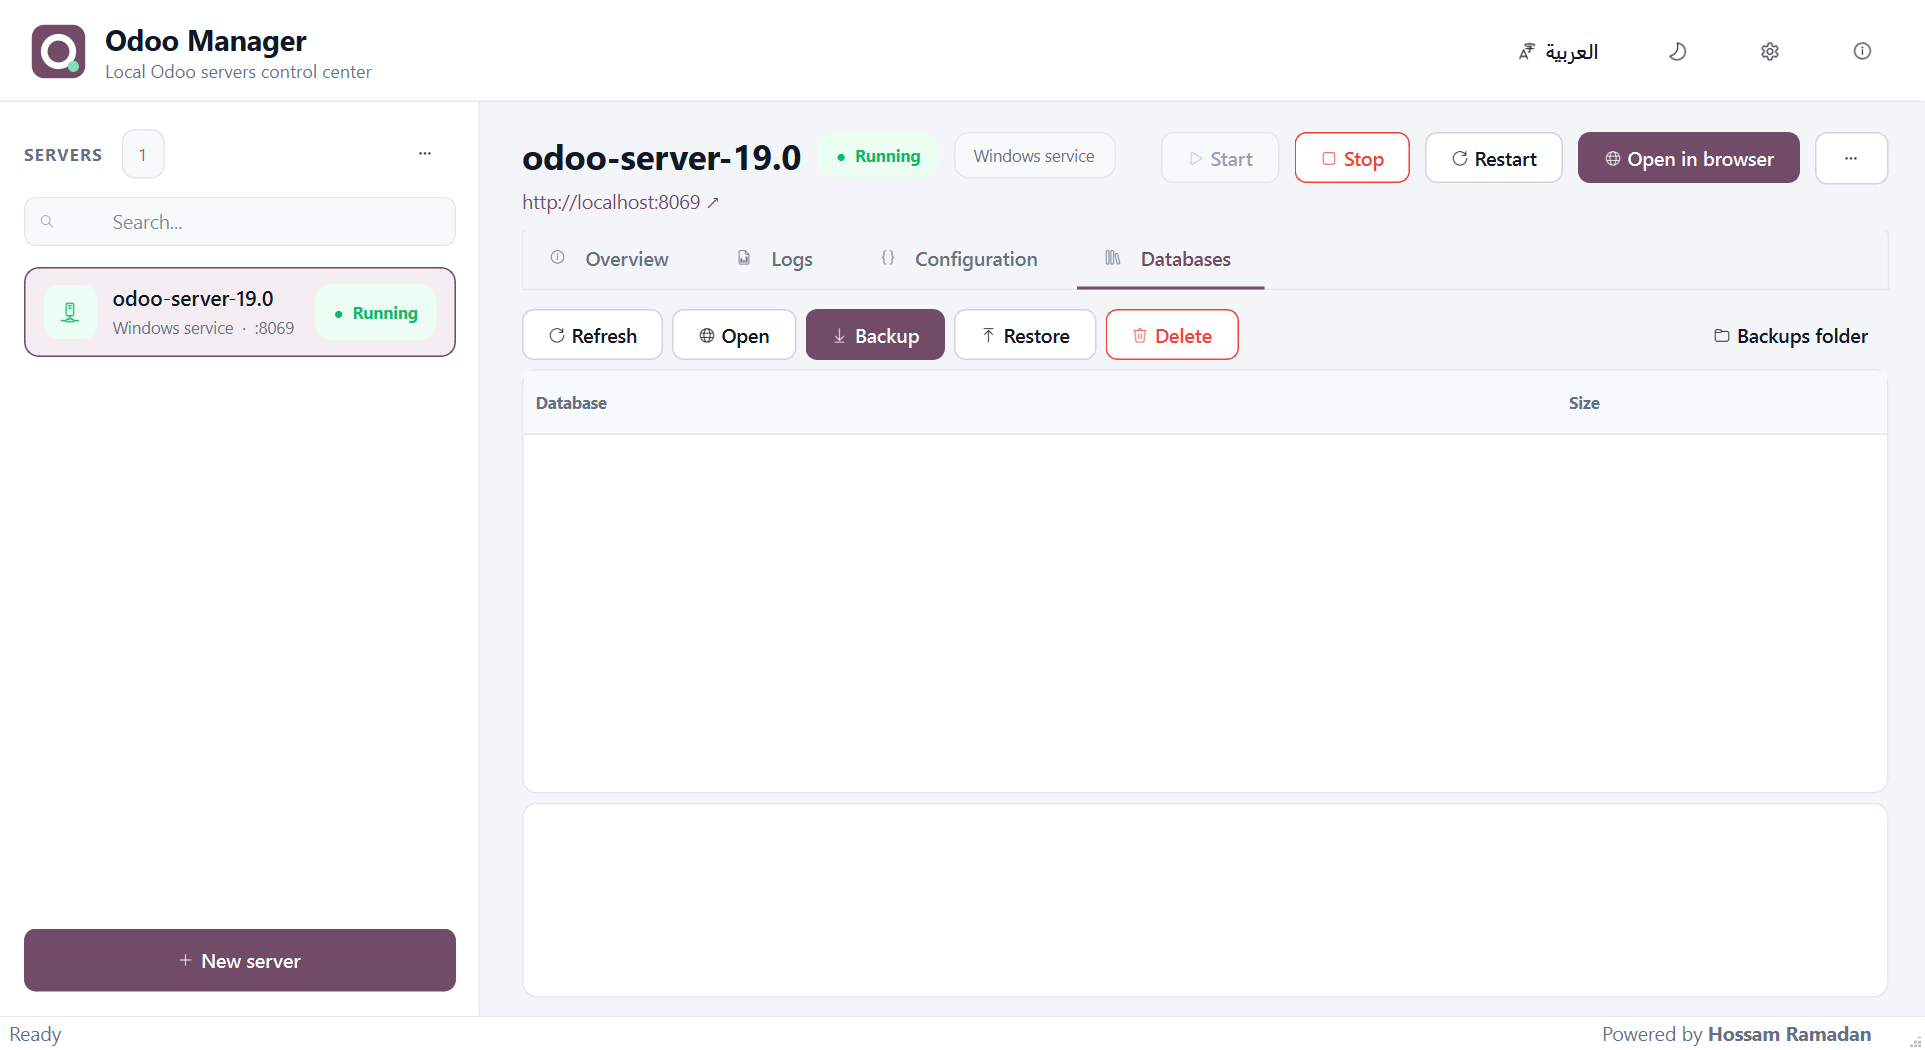 Odoo Manager
Local Odoo servers control center
العربية
SERVERS 1 ...
Search...
odoo-server-19.0
Windows service · :8069
● Running
+ New server
odoo-server-19.0 ● Running Windows service
Start Stop Restart Open in browser ...
http://localhost:8069 ↗
Overview Logs Configuration Databases
Refresh Open Backup Restore Delete Backups folder
Database Size
Ready
Powered by Hossam Ramadan